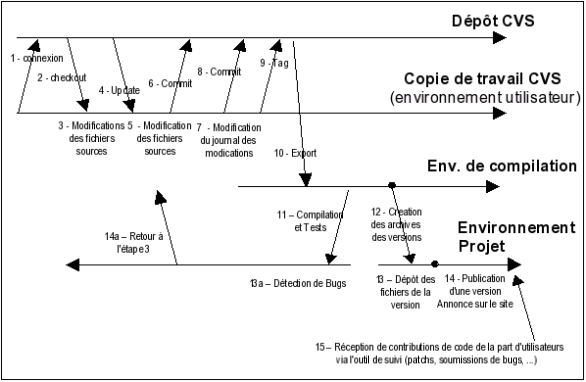 Dépôt CVS
1 - connexion
2 - checkout
4 - Update
6 - Commit
8 - Commit
9 - Tag
Copie de travail CVS
(environnement utilisateur)
3 - Modifications
des fichiers
sources
5 - Modification
des fichiers
sources
7 - Modification
du journal des
modications
10 - Export
Env. de compilation
11 – Compilation
et Tests
12 - Creation
des archives
des versions
Environnement
Projet
14a – Retour à
l'étape 3
13a – Détection de Bugs
13 – Dépôt des
fichiers de la
version
14 - Publication
d'une version
Annonce sur le site
15 – Réception de contributions de code de la part d'utilisateurs
via l'outil de suivi (patchs, soumissions de bugs, ...)